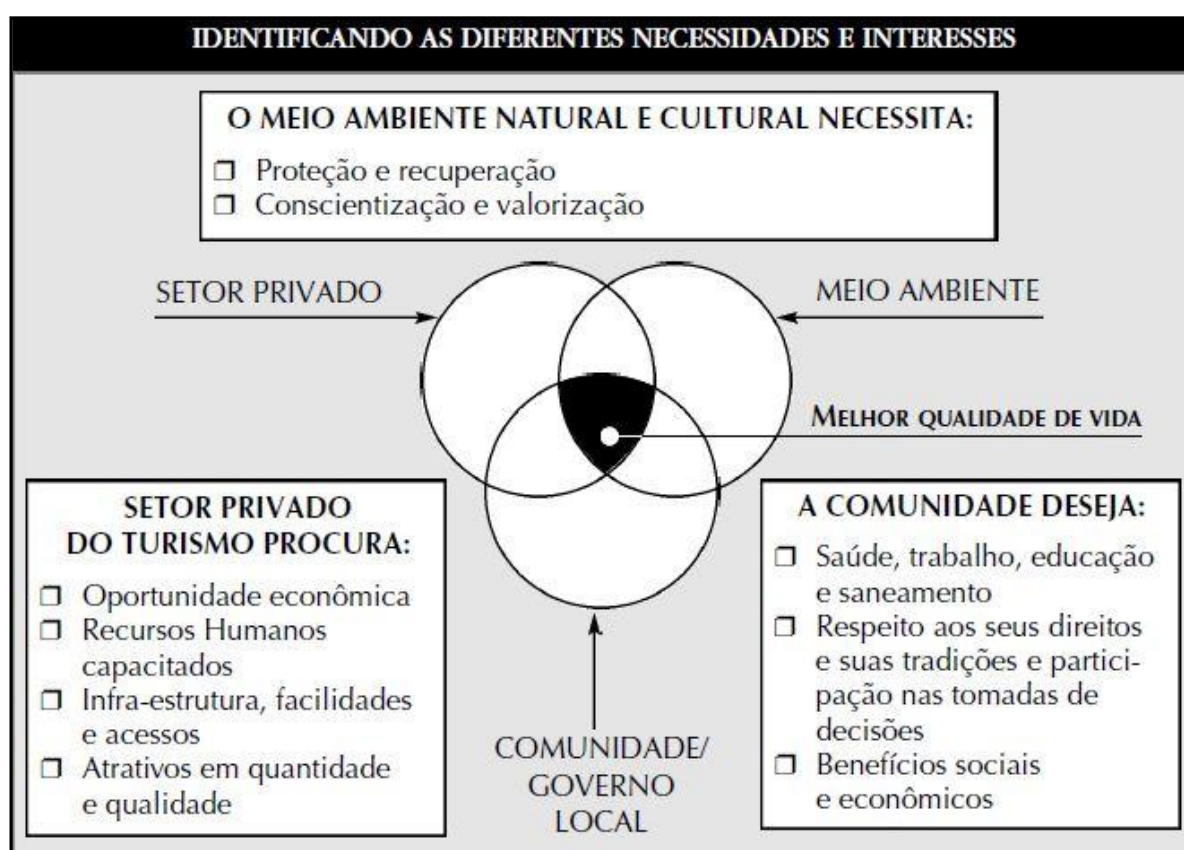 IDENTIFICANDO AS DIFERENTES NECESSIDADES E INTERESSES
O MEIO AMBIENTE NATURAL E CULTURAL NECESSITA:
❐ Proteção e recuperação
❐ Conscientização e valorização
SETOR PRIVADO
MEIO AMBIENTE
MELHOR QUALIDADE DE VIDA
SETOR PRIVADO
DO TURISMO PROCURA:
❐ Oportunidade econômica
❐ Recursos Humanos
capacitados
❐ Infra-estrutura, facilidades
e acessos
❐ Atrativos em quantidade
e qualidade
COMUNIDADE/
GOVERNO
LOCAL
A COMUNIDADE DESEJA:
❐ Saúde, trabalho, educação
e saneamento
❐ Respeito aos seus direitos
e suas tradições e partici-
pação nas tomadas de
decisões
❐ Benefícios sociais
e econômicos